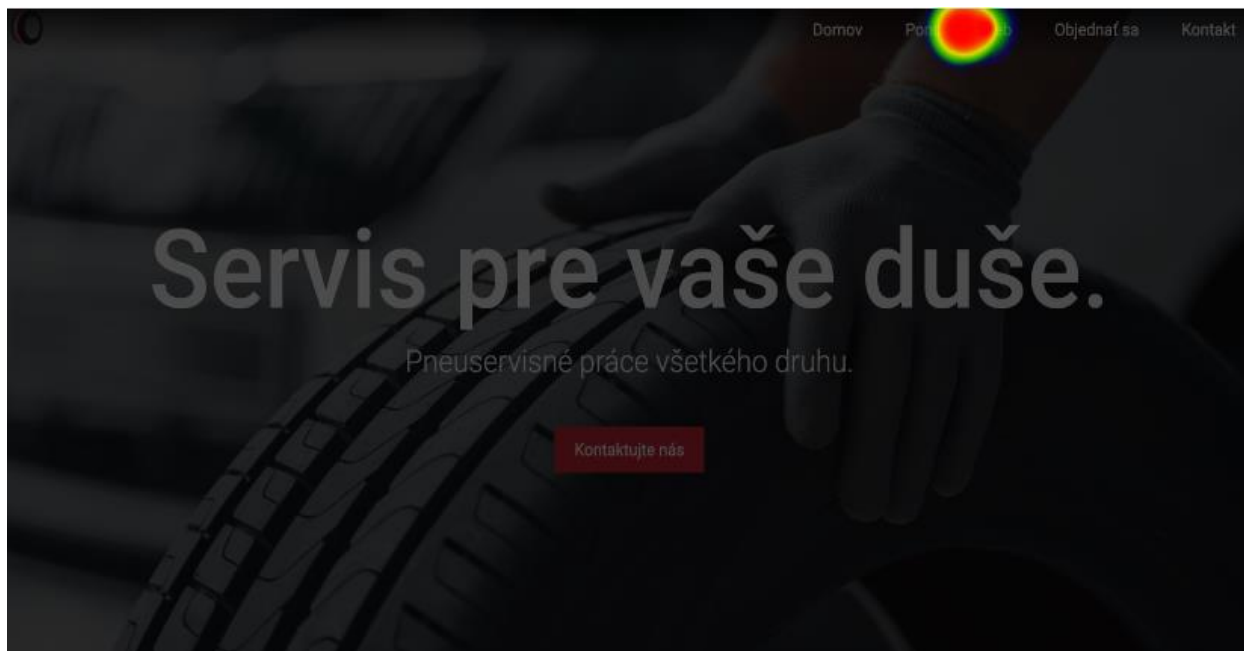 Domov Objednať sa Kontakt
Servis pre vaše duše.
Pneuservisné práce všetkého druhu.
Kontaktujte nás